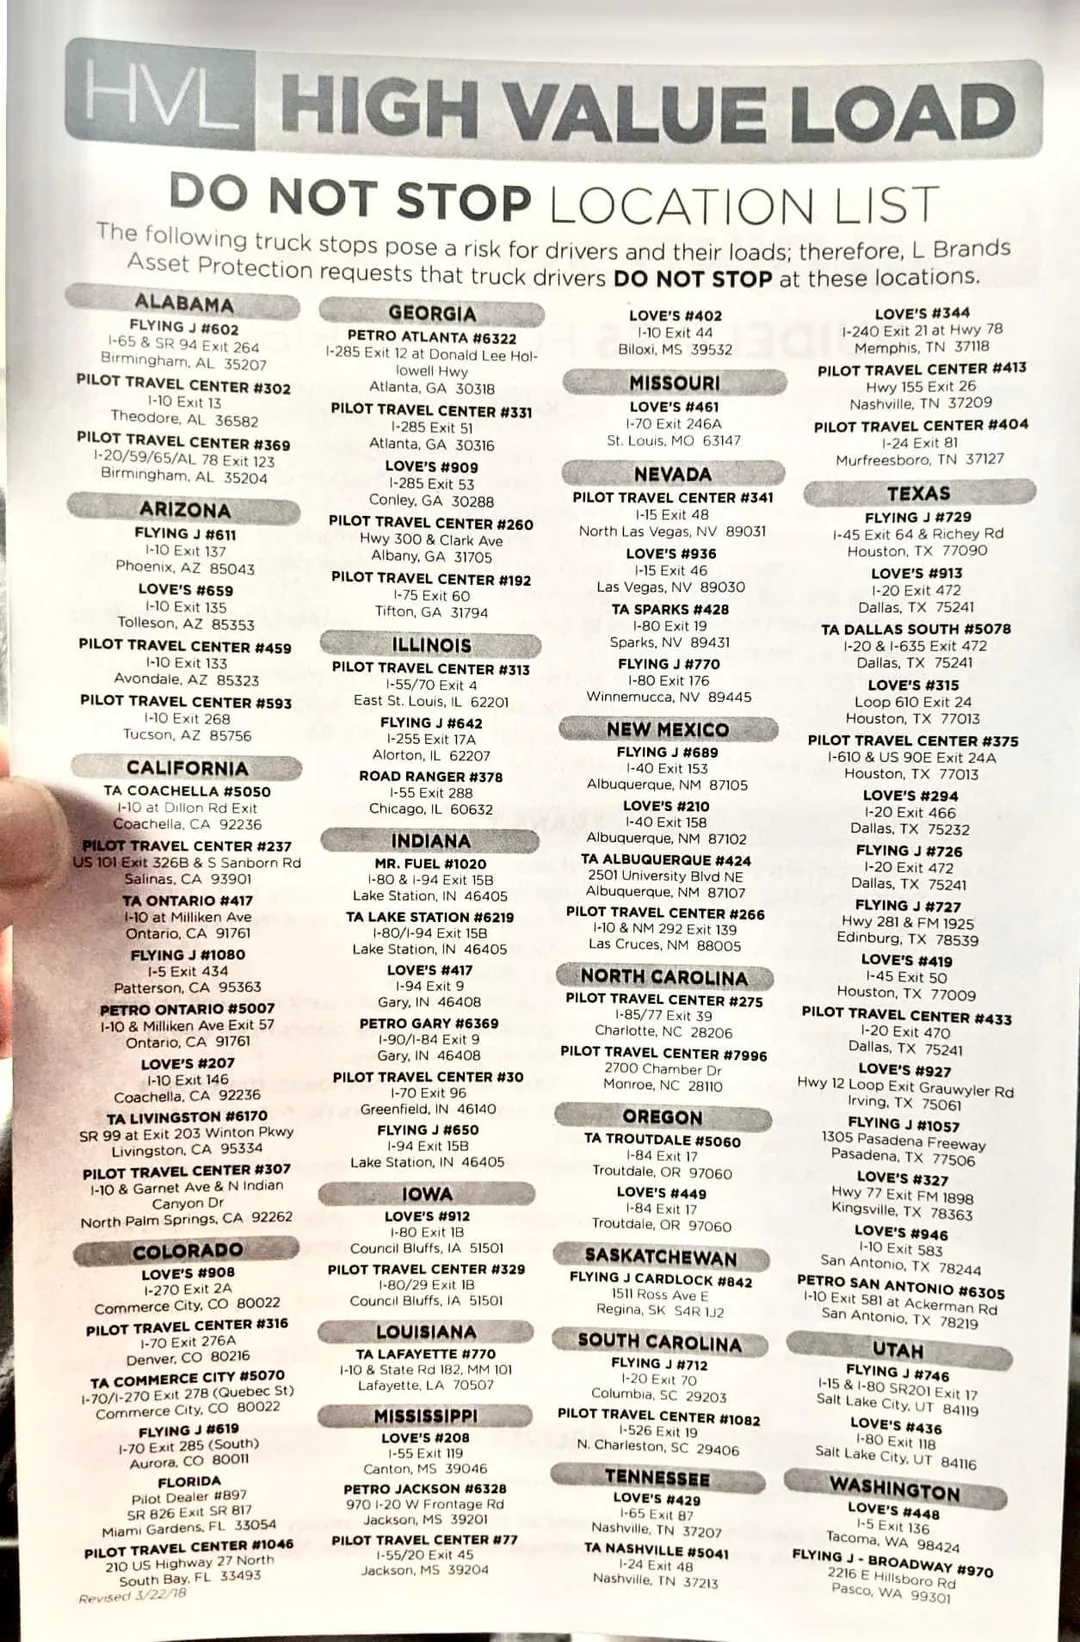 HVL HIGH VALUE LOAD
DO NOT STOP LOCATION LIST
The following truck stops pose a risk for drivers and their loads; therefore, L Brands
Asset Protection requests that truck drivers DO NOT STOP at these locations.
ALABAMA
FLYING J #602
I-65 & SR 94 Exit 264
Birmingham, AL 35207
PILOT TRAVEL CENTER #302
I-10 Exit 13
Theodore, AL 36582
PILOT TRAVEL CENTER #369
I-20/59/65/AL 78 Exit 123
Birmingham, AL 35204
ARIZONA
FLYING J #611
I-10 Exit 137
Phoenix, AZ 85043
LOVE'S #659
I-10 Exit 135
Tolleson, AZ 85353
PILOT TRAVEL CENTER #459
I-10 Exit 133
Avondale, AZ 85323
PILOT TRAVEL CENTER #593
I-10 Exit 268
Tucson, AZ 85756
CALIFORNIA
TA COACHELLA #5050
I-10 at Dillon Rd Exit
Coachella, CA 92236
PILOT TRAVEL CENTER #237
US 101 Exit 326B & S Sanborn Rd
Salinas, CA 93901
TA ONTARIO #417
I-10 at Milliken Ave
Ontario, CA 91761
FLYING J #1080
I-5 Exit 434
Patterson, CA 95363
PETRO ONTARIO #5007
I-10 & Milliken Ave Exit 57
Ontario, CA 91761
LOVE'S #207
I-10 Exit 146
Coachella, CA 92236
TA LIVINGSTON #6170
SR 99 at Exit 203 Winton Pkwy
Livingston, CA 95334
PILOT TRAVEL CENTER #307
I-10 & Garnet Ave & N Indian
Canyon Dr
North Palm Springs, CA 92262
COLORADO
LOVE'S #908
I-270 Exit 2A
Commerce City, CO 80022
PILOT TRAVEL CENTER #316
I-70 Exit 276A
Denver, CO 80216
TA COMMERCE CITY #5070
I-70/I-270 Exit 278 (Quebec St)
Commerce City, CO 80022
FLYING J #619
I-70 Exit 285 (South)
Aurora, CO 80011
FLORIDA
Pilot Dealer #897
SR 826 Exit SR 817
Miami Gardens, FL 33054
PILOT TRAVEL CENTER #1046
210 US Highway 27 North
South Bay, FL 33493
Revised 3/22/18
GEORGIA
PETRO ATLANTA #6322
I-285 Exit 12 at Donald Lee Hol-
lowell Hwy
Atlanta, GA 30318
PILOT TRAVEL CENTER #331
I-285 Exit 51
Atlanta, GA 30316
LOVE'S #909
I-285 Exit 53
Conley, GA 30288
PILOT TRAVEL CENTER #260
Hwy 300 & Clark Ave
Albany, GA 31705
PILOT TRAVEL CENTER #192
I-75 Exit 60
Tifton, GA 31794
ILLINOIS
PILOT TRAVEL CENTER #313
I-55/70 Exit 4
East St. Louis, IL 62201
FLYING J #642
I-255 Exit 17A
Alorton, IL 62207
ROAD RANGER #378
I-55 Exit 288
Chicago, IL 60632
INDIANA
MR. FUEL #1020
I-80 & I-94 Exit 15B
Lake Station, IN 46405
TA LAKE STATION #6219
I-80/I-94 Exit 15B
Lake Station, IN 46405
LOVE'S #417
I-94 Exit 9
Gary, IN 46408
PETRO GARY #6369
I-90/I-84 Exit 9
Gary, IN 46408
PILOT TRAVEL CENTER #30
I-70 Exit 96
Greenfield, IN 46140
FLYING J #650
I-94 Exit 15B
Lake Station, IN 46405
IOWA
LOVE'S #912
I-80 Exit 1B
Council Bluffs, IA 51501
PILOT TRAVEL CENTER #329
I-80/29 Exit 1B
Council Bluffs, IA 51501
LOUISIANA
TA LAFAYETTE #770
I-10 & State Rd 182, MM 101
Lafayette, LA 70507
MISSISSIPPI
LOVE'S #208
I-55 Exit 119
Canton, MS 39046
PETRO JACKSON #6328
970 I-20 W Frontage Rd
Jackson, MS 39201
PILOT TRAVEL CENTER #77
I-55/20 Exit 45
Jackson, MS 39204
LOVE'S #402
I-10 Exit 44
Biloxi, MS 39532
MISSOURI
LOVE'S #461
I-70 Exit 246A
St. Louis, MO 63147
NEVADA
PILOT TRAVEL CENTER #341
I-15 Exit 48
North Las Vegas, NV 89031
LOVE'S #936
I-15 Exit 46
Las Vegas, NV 89030
TA SPARKS #428
I-80 Exit 19
Sparks, NV 89431
FLYING J #770
I-80 Exit 176
Winnemucca, NV 89445
NEW MEXICO
FLYING J #689
I-40 Exit 153
Albuquerque, NM 87105
LOVE'S #210
I-40 Exit 158
Albuquerque, NM 87102
TA ALBUQUERQUE #424
2501 University Blvd NE
Albuquerque, NM 87107
PILOT TRAVEL CENTER #266
I-10 & NM 292 Exit 139
Las Cruces, NM 88005
NORTH CAROLINA
PILOT TRAVEL CENTER #275
I-85/77 Exit 39
Charlotte, NC 28206
PILOT TRAVEL CENTER #7996
2700 Chamber Dr
Monroe, NC 28110
OREGON
TA TROUTDALE #5060
I-84 Exit 17
Troutdale, OR 97060
LOVE'S #449
I-84 Exit 17
Troutdale, OR 97060
SASKATCHEWAN
FLYING J CARDLOCK #842
1511 Ross Ave E
Regina, SK S4R 1J2
SOUTH CAROLINA
FLYING J #712
I-20 Exit 70
Columbia, SC 29203
PILOT TRAVEL CENTER #1082
I-526 Exit 19
N. Charleston, SC 29406
TENNESSEE
LOVE'S #429
I-65 Exit 87
Nashville, TN 37207
TA NASHVILLE #5041
I-24 Exit 48
Nashville, TN 37213
LOVE'S #344
I-240 Exit 21 at Hwy 78
Memphis, TN 37118
PILOT TRAVEL CENTER #413
Hwy 155 Exit 26
Nashville, TN 37209
PILOT TRAVEL CENTER #404
I-24 Exit 81
Murfreesboro, TN 37127
TEXAS
FLYING J #729
I-45 Exit 64 & Richey Rd
Houston, TX 77090
LOVE'S #913
I-20 Exit 472
Dallas, TX 75241
TA DALLAS SOUTH #5078
I-20 & I-635 Exit 472
Dallas, TX 75241
LOVE'S #315
Loop 610 Exit 24
Houston, TX 77013
PILOT TRAVEL CENTER #375
I-610 & US 90E Exit 24A
Houston, TX 77013
LOVE'S #294
I-20 Exit 466
Dallas, TX 75232
FLYING J #726
I-20 Exit 472
Dallas, TX 75241
FLYING J #727
Hwy 281 & FM 1925
Edinburg, TX 78539
LOVE'S #419
I-45 Exit 50
Houston, TX 77009
PILOT TRAVEL CENTER #433
I-20 Exit 470
Dallas, TX 75241
LOVE'S #927
Hwy 12 Loop Exit Grauwyler Rd
Irving, TX 75061
FLYING J #1057
1305 Pasadena Freeway
Pasadena, TX 77506
LOVE'S #327
Hwy 77 Exit FM 1898
Kingsville, TX 78363
LOVE'S #946
I-10 Exit 583
San Antonio, TX 78244
PETRO SAN ANTONIO #6305
I-10 Exit 581 at Ackerman Rd
San Antonio, TX 78219
UTAH
FLYING J #746
I-15 & I-80 SR201 Exit 17
Salt Lake City, UT 84119
LOVE'S #436
I-80 Exit 118
Salt Lake City, UT 84116
WASHINGTON
LOVE'S #448
I-5 Exit 136
Tacoma, WA 98424
FLYING J - BROADWAY #970
2216 E Hillsboro Rd
Pasco, WA 99301